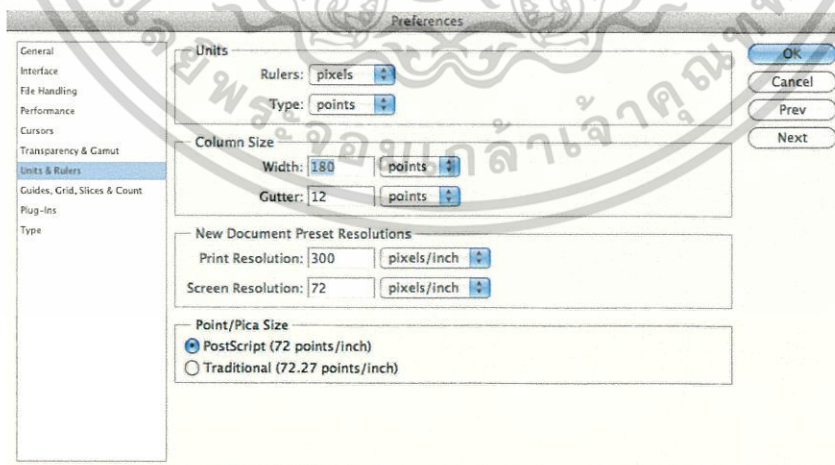 Preferences
General
Interface
File Handling
Performance
Cursors
Transparency & Gamut
Units & Rulers
Guides, Grid, Slices & Count
Plug-Ins
Type
Units
Rulers: pixels
Type: points
Column Size
Width: 180 points
Gutter: 12 points
New Document Preset Resolutions
Print Resolution: 300 pixels/inch
Screen Resolution: 72 pixels/inch
Point/Pica Size
PostScript (72 points/inch)
Traditional (72.27 points/inch)
OK
Cancel
Prev
Next